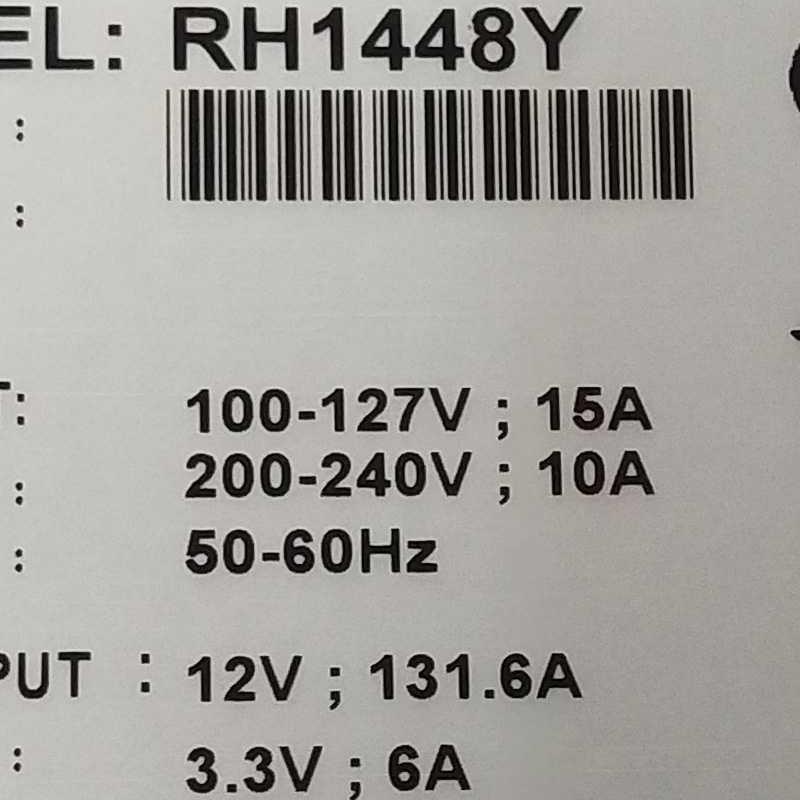 EL: RH1448Y
:
:
T: 100-127V ; 15A
: 200-240V ; 10A
: 50-60Hz
PUT : 12V ; 131.6A
: 3.3V ; 6A